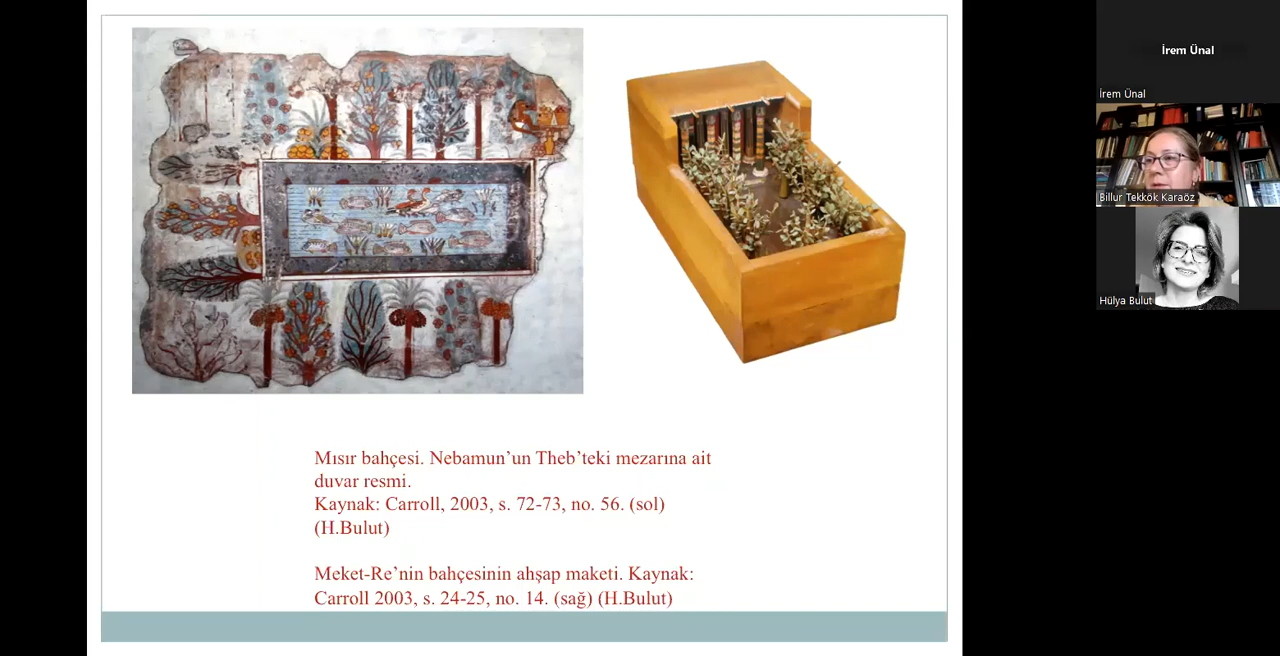 Mısır bahçesi. Nebamun’un Theb’teki mezarına ait
duvar resmi.
Kaynak: Carroll, 2003, s. 72-73, no. 56. (sol)
(H.Bulut)
Meket-Re’nin bahçesinin ahşap maketi. Kaynak:
Carroll 2003, s. 24-25, no. 14. (sağ) (H.Bulut)
İrem Ünal
İrem Ünal
Billur Tekkök Karaöz
Hülya Bulut